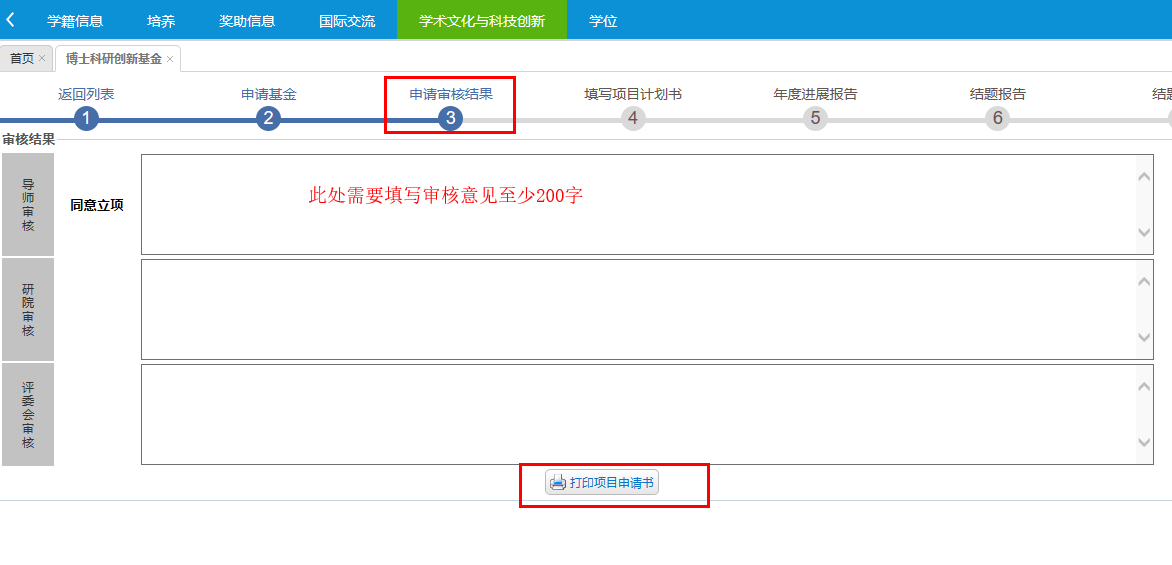 学籍信息 培养 奖助信息 国际交流 学术文化与科技创新 学位
首页 × 博士科研创新基金 ×
返回列表 申请基金 申请审核结果 填写项目计划书 年度进展报告 结题报告
1 2 3 4 5 6
审核结果
导师审核 同意立项 此处需要填写审核意见至少200字
研院审核
评委会审核
打印项目申请书